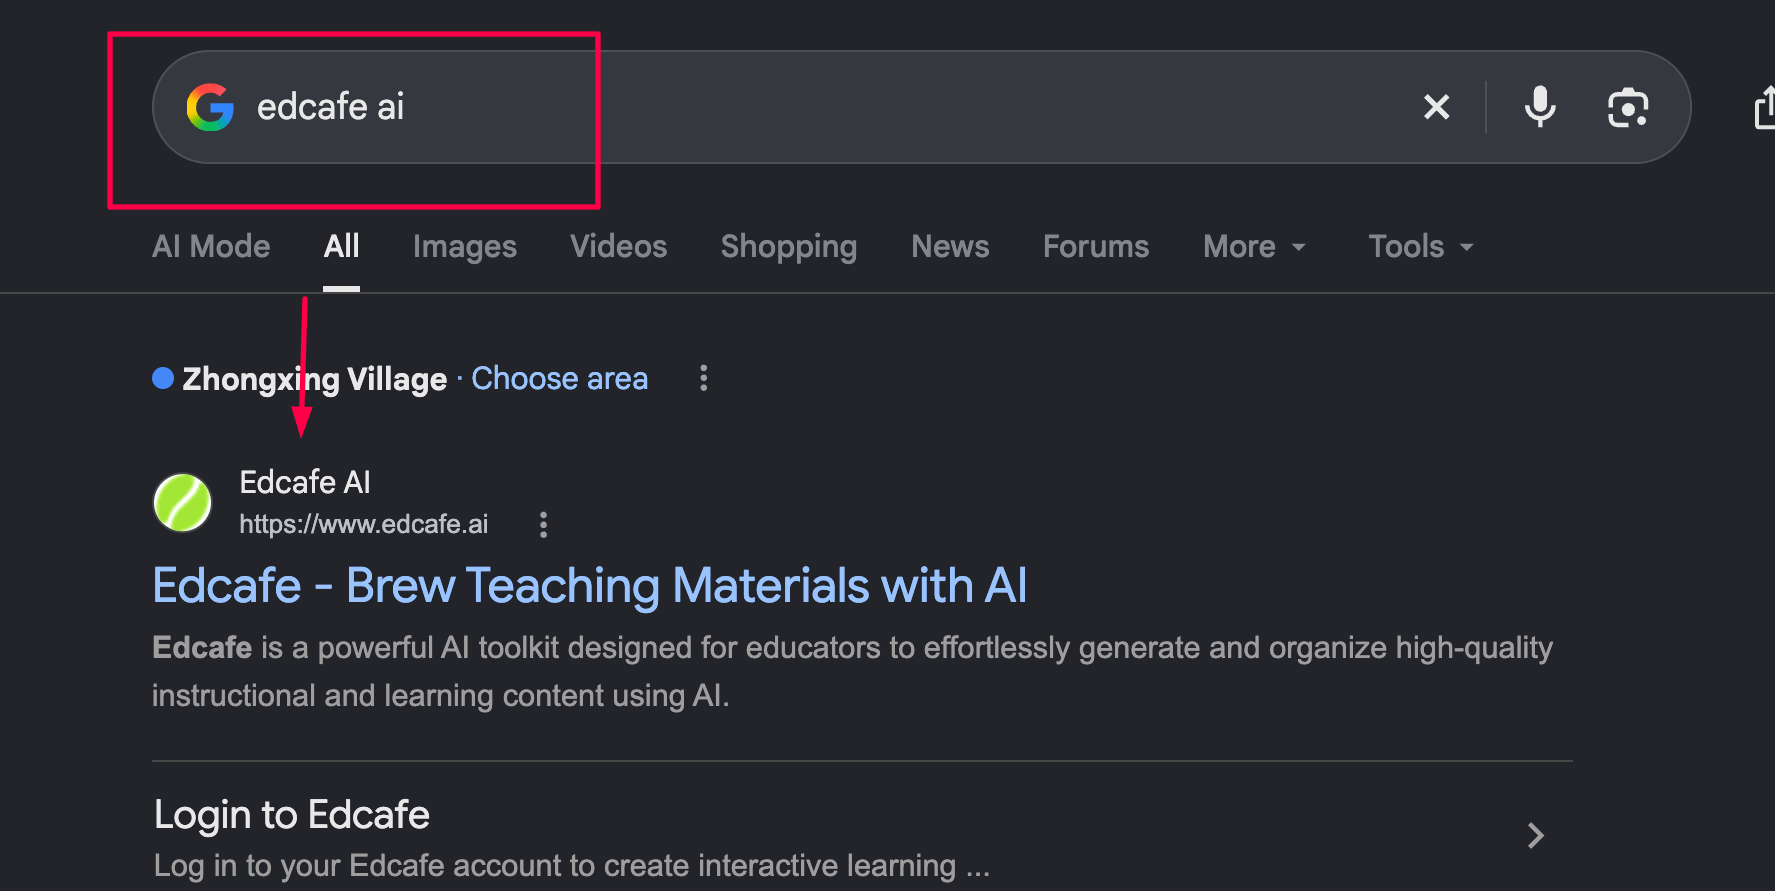 edcafe ai
AI Mode All Images Videos Shopping News Forums More Tools
Zhongxing Village · Choose area
Edcafe AI
https://www.edcafe.ai
Edcafe - Brew Teaching Materials with AI
Edcafe is a powerful AI toolkit designed for educators to effortlessly generate and organize high-quality
instructional and learning content using AI.
Login to Edcafe
Log in to your Edcafe account to create interactive learning ...